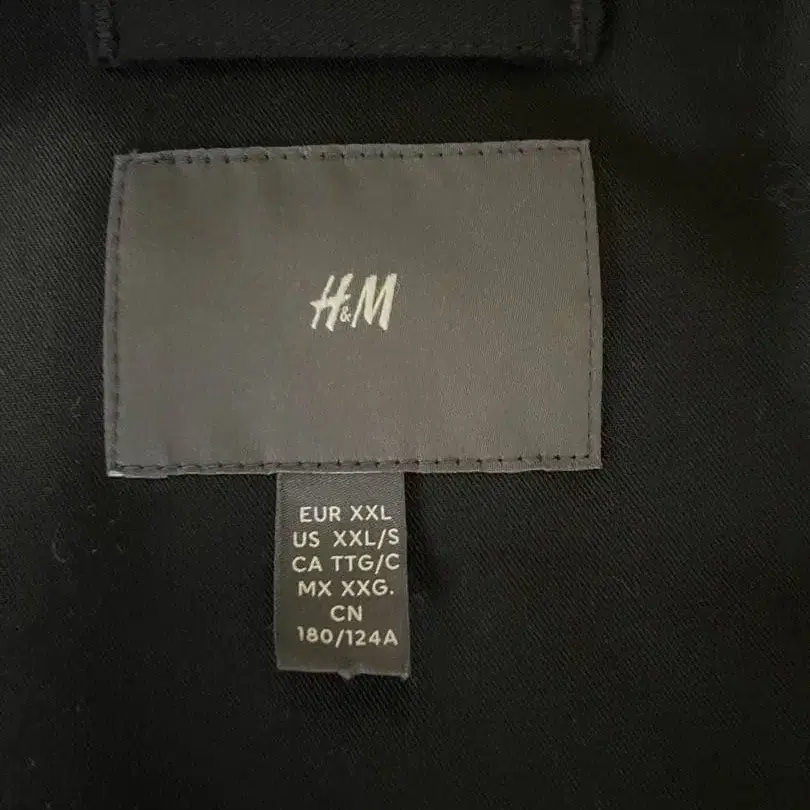 H&M
EUR XXL
US XXL/S
CA TTG/C
MX XXG.
CN
180/124A